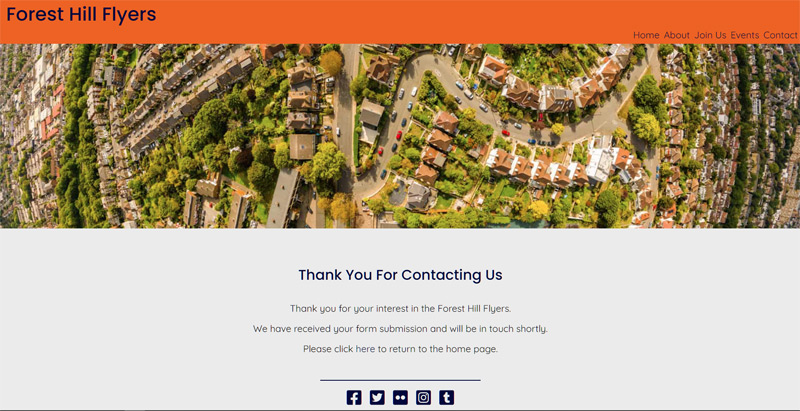 Forest Hill Flyers
Home About Join Us Events Contact
Thank You For Contacting Us
Thank you for your interest in the Forest Hill Flyers.
We have received your form submission and will be in touch shortly.
Please click here to return to the home page.